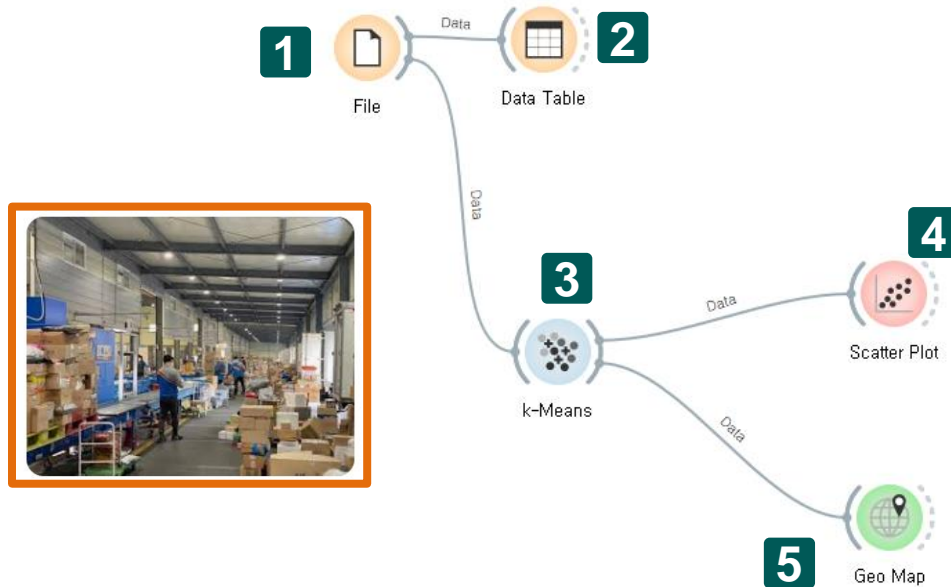 1
Data
2
File
Data Table
Data
3
Data
4
Scatter Plot
k-Means
Data
5
Geo Map